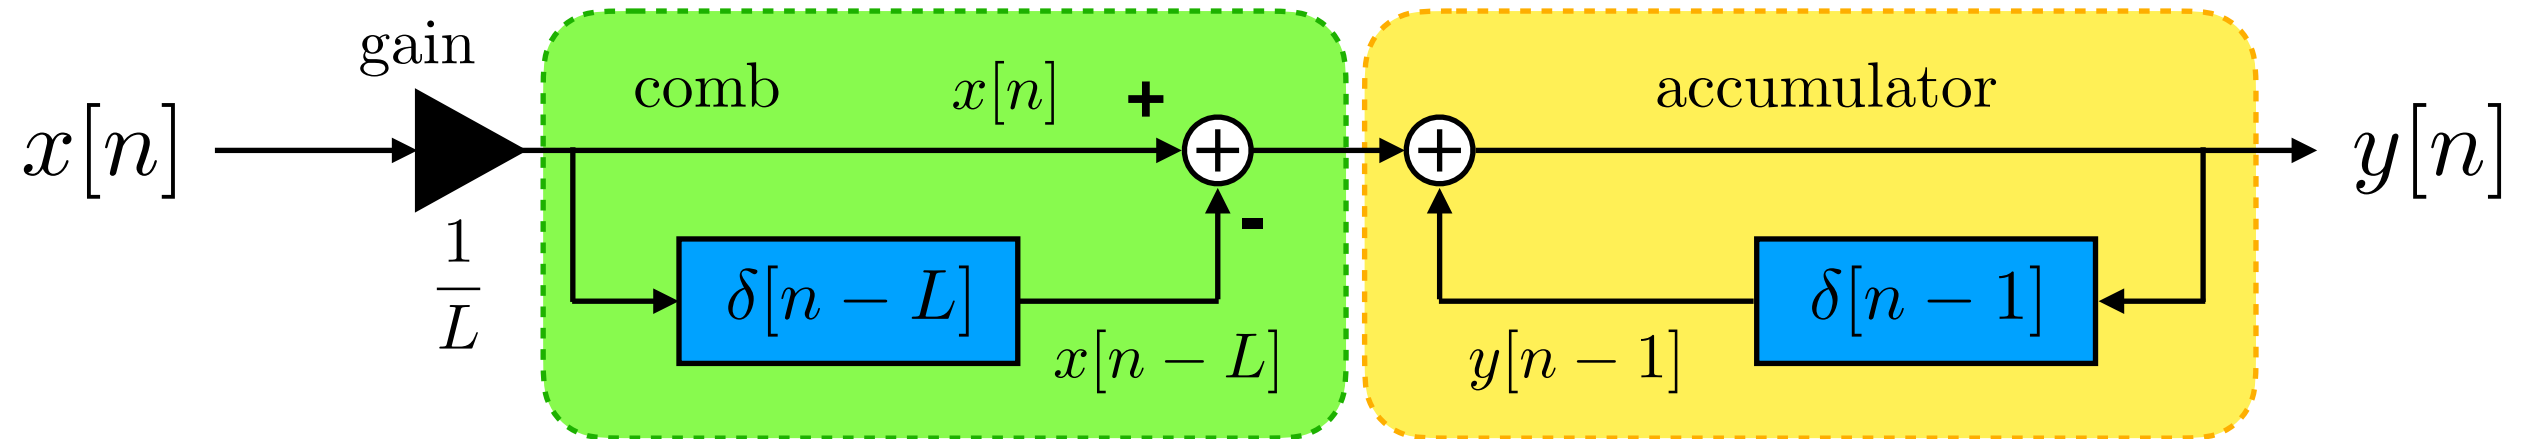 gain
comb
x[n]
+
accumulator
x[n]
+
+
y[n]
-
1
L
δ[n − L]
δ[n − 1]
x[n − L]
y[n − 1]